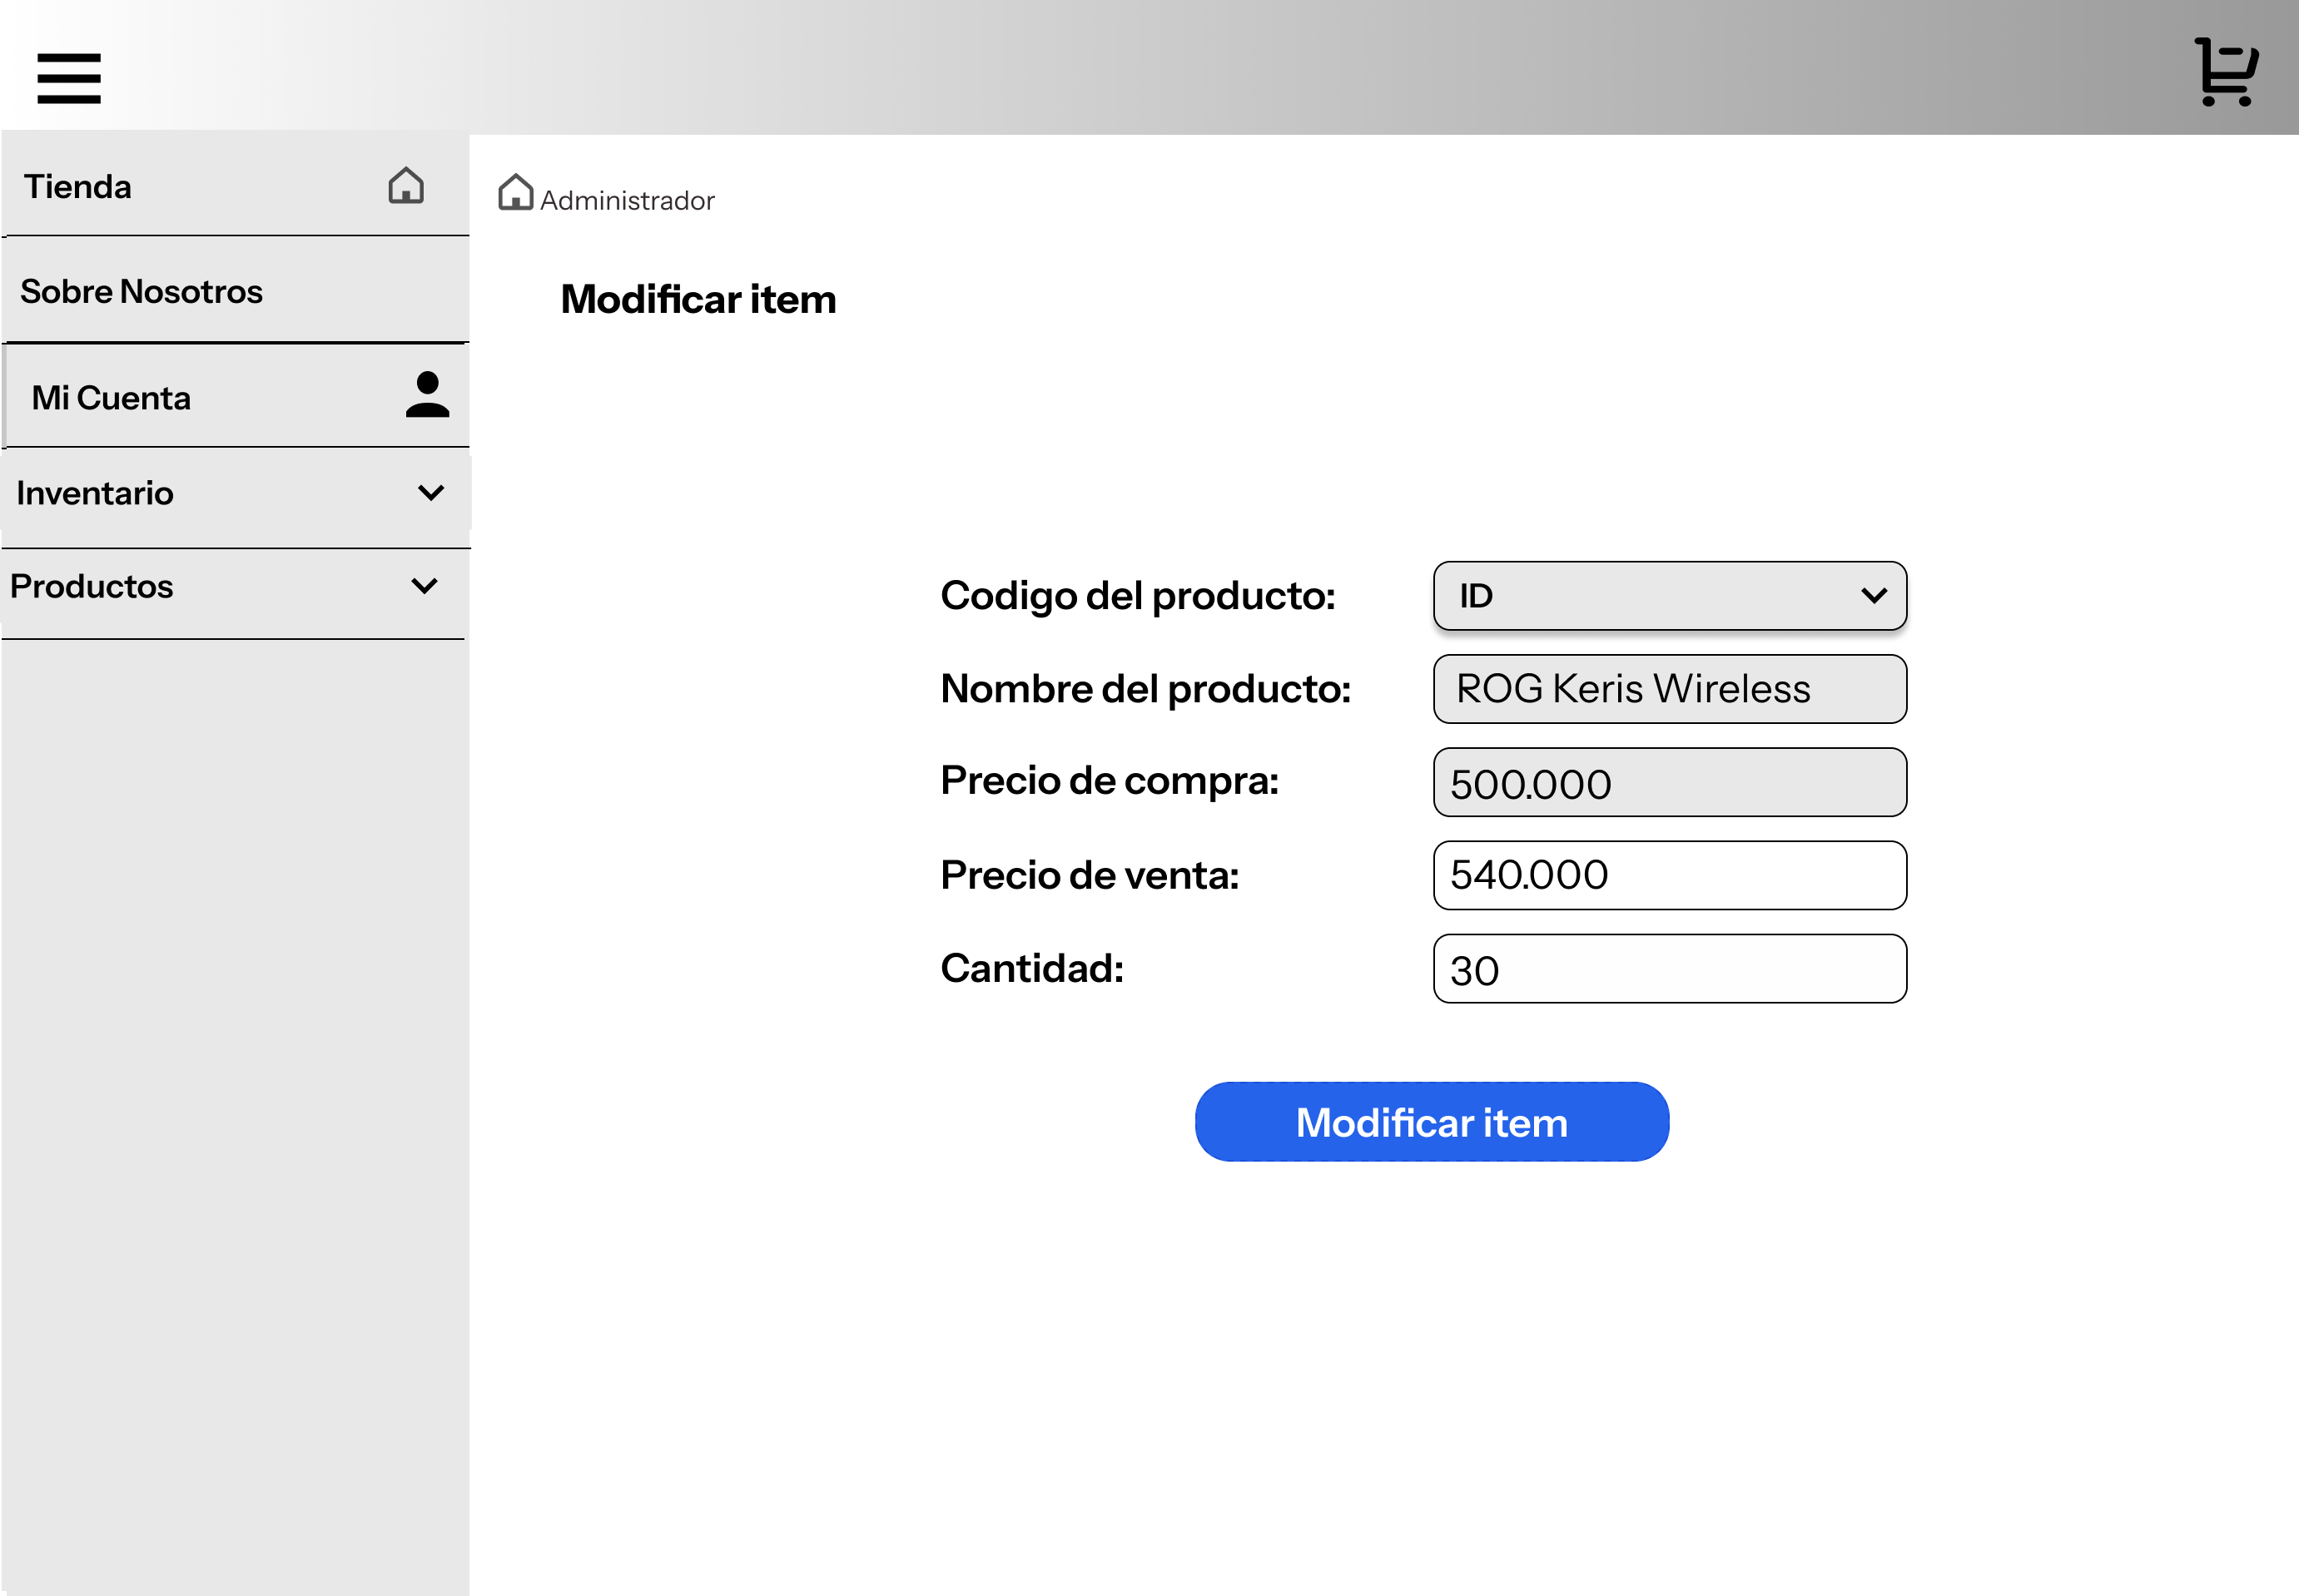 Tienda
Sobre Nosotros
Mi Cuenta
Inventario
Productos
Administrador
Modificar item
Codigo del producto: ID
Nombre del producto: ROG Keris Wireless
Precio de compra: 500.000
Precio de venta: 540.000
Cantidad: 30
Modificar item